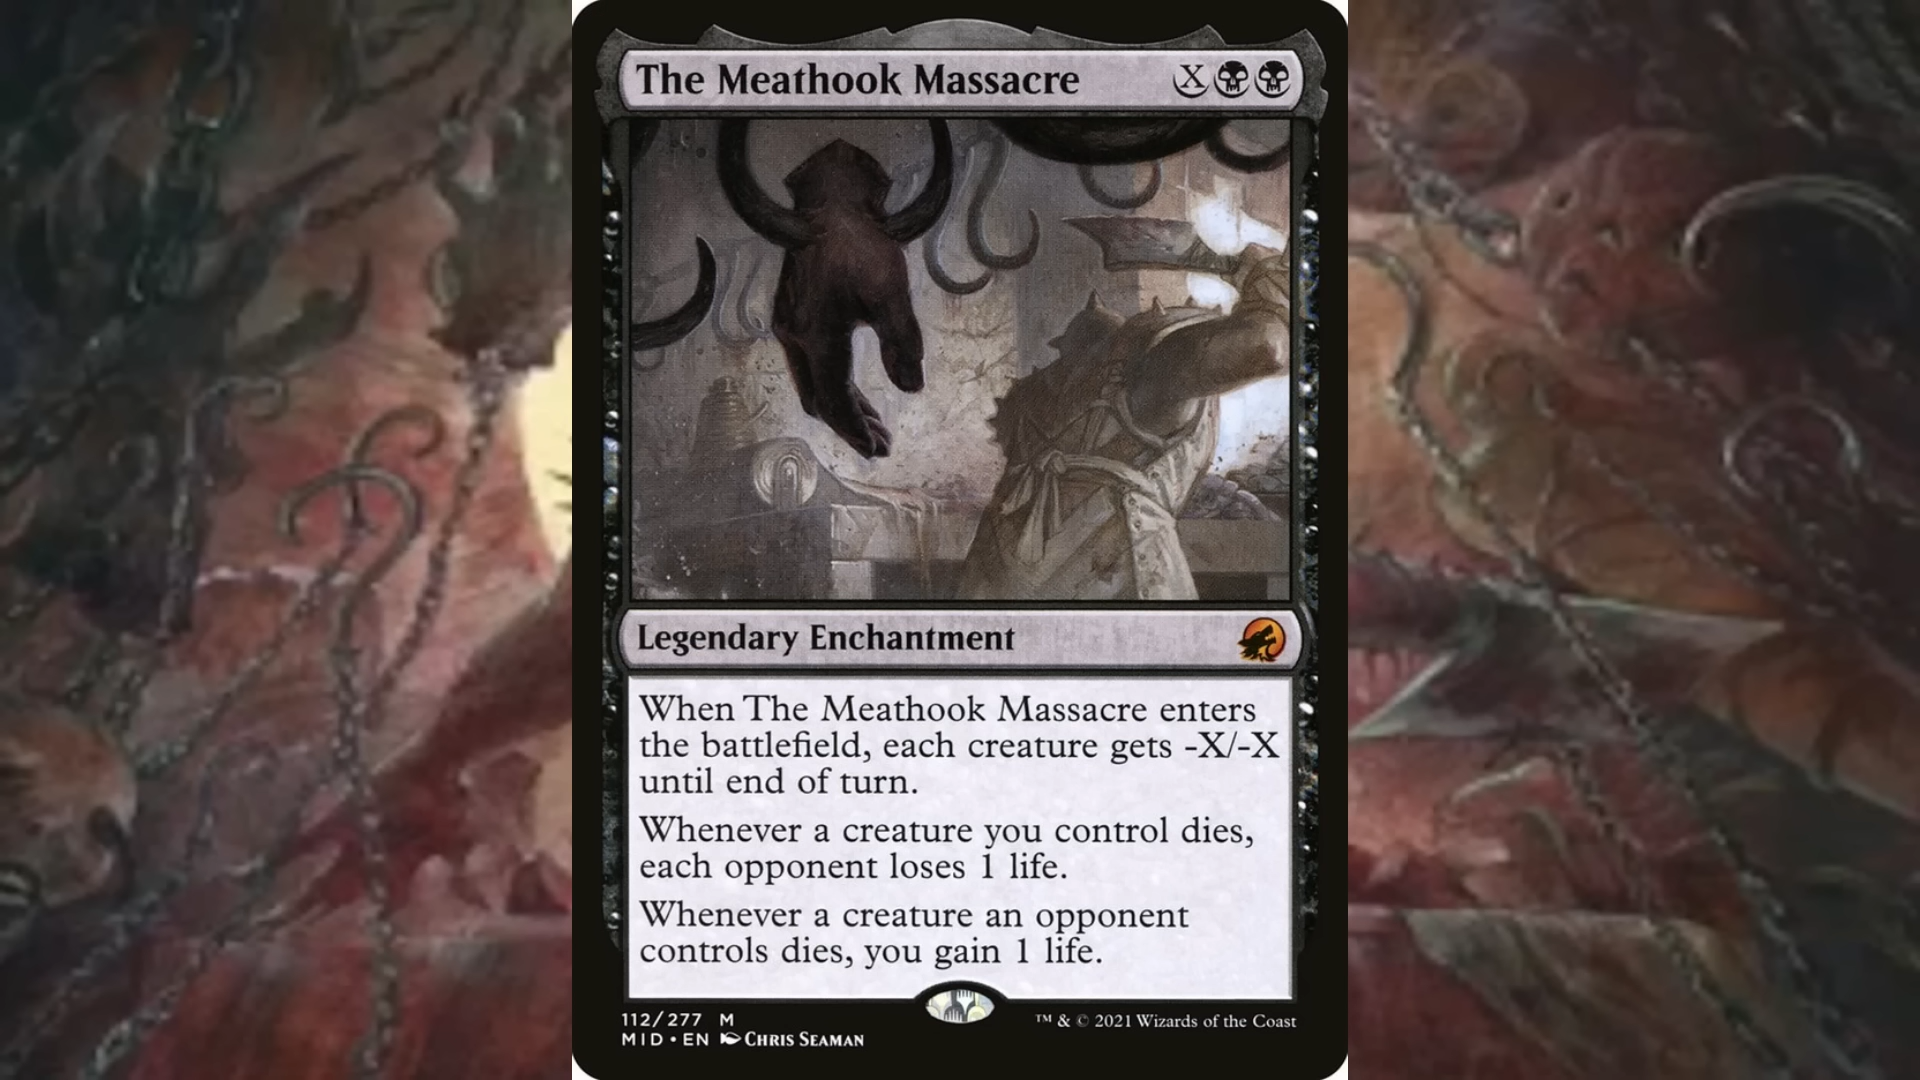 The Meathook Massacre X
Legendary Enchantment
When The Meathook Massacre enters
the battlefield, each creature gets -X/-X
until end of turn.
Whenever a creature you control dies,
each opponent loses 1 life.
Whenever a creature an opponent
controls dies, you gain 1 life.
112/277 M
MID • EN Chris Seaman
™ & © 2021 Wizards of the Coast